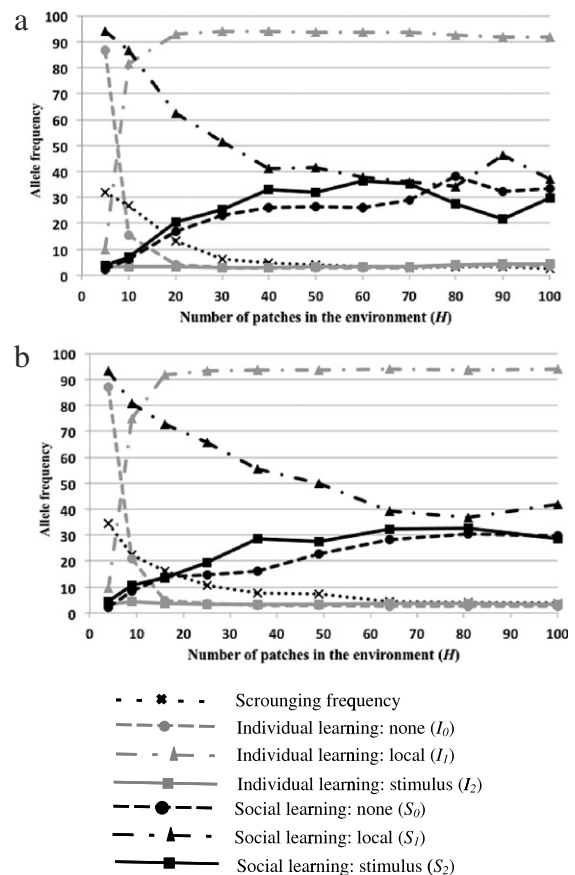 a
100
90
80
70
60
50
40
30
20
10
0
Allele frequency
0 10 20 30 40 50 60 70 80 90 100
Number of patches in the environment (H)
b
100
90
80
70
60
50
40
30
20
10
0
Allele frequency
0 10 20 30 40 50 60 70 80 90 100
Number of patches in the environment (H)
Scrounging frequency
Individual learning: none (I0)
Individual learning: local (I1)
Individual learning: stimulus (I2)
Social learning: none (S0)
Social learning: local (S1)
Social learning: stimulus (S2)